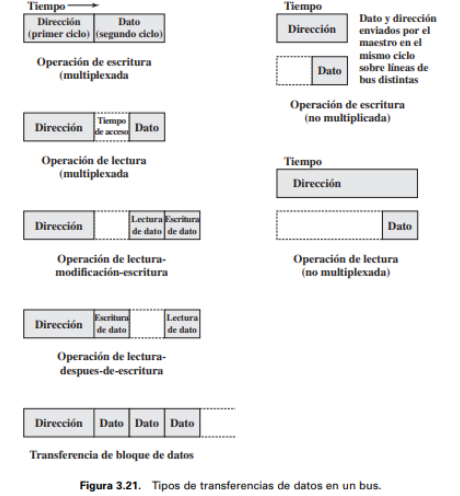 Tiempo
Dirección
(primer ciclo)
Dato
(segundo ciclo)
Operación de escritura
(multiplexada
Dirección
Tiempo
de acceso
Dato
Operación de lectura
(multiplexada
Dirección
Lectura
de dato
Escritura
de dato
Operación de lectura-
modificación-escritura
Dirección
Escritura
de dato
Lectura
de dato
Operación de lectura-
despues-de-escritura
Dirección
Dato
Dato
Dato
Transferencia de bloque de datos
Tiempo
Dirección
Dato
Dato y dirección
enviados por el
maestro en el
mismo ciclo
sobre líneas de
bus distintas
Operación de escritura
(no multiplicada)
Tiempo
Dirección
Dato
Operación de lectura
(no multiplexada)
Figura 3.21. Tipos de transferencias de datos en un bus.